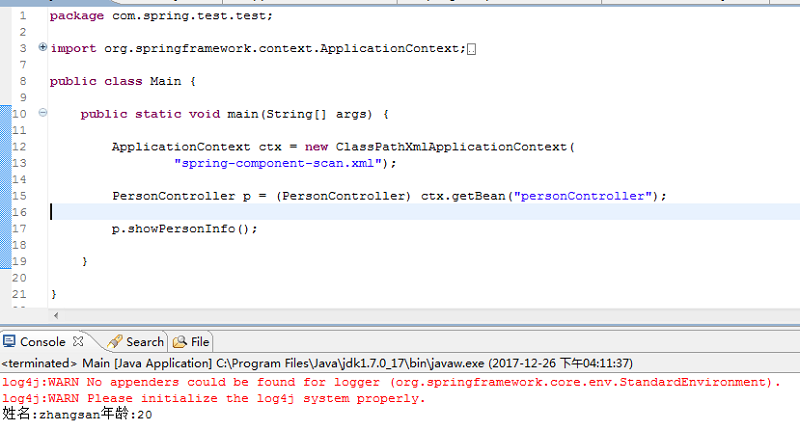 1 package com.spring.test.test;
2
3 import org.springframework.context.ApplicationContext;
7
8 public class Main {
9
10 public static void main(String[] args) {
11
12 ApplicationContext ctx = new ClassPathXmlApplicationContext(
13 "spring-component-scan.xml");
14
15 PersonController p = (PersonController) ctx.getBean("personController");
16
17 p.showPersonInfo();
18
19 }
20
21 }
Console Search File
<terminated> Main [Java Application] C:\Program Files\Java\jdk1.7.0_17\bin\javaw.exe (2017-12-26 下午04:11:37)
log4j:WARN No appenders could be found for logger (org.springframework.core.env.StandardEnvironment).
log4j:WARN Please initialize the log4j system properly.
姓名:zhangsan年龄:20